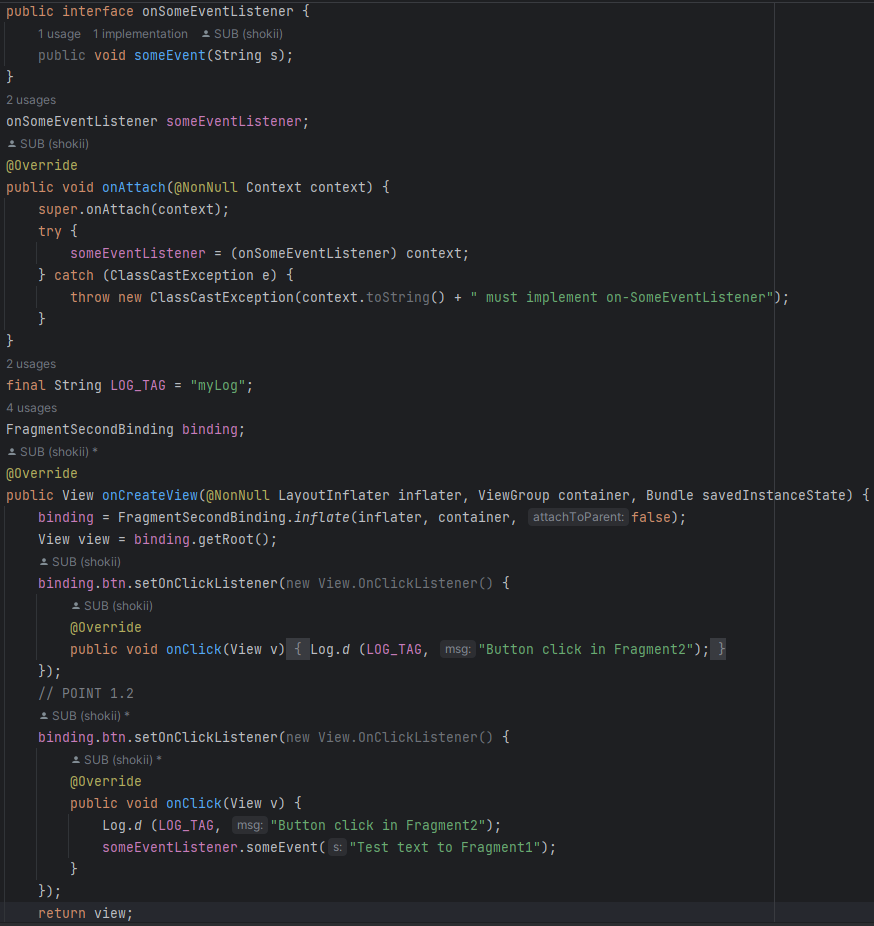 public interface onSomeEventListener {
1 usage 1 implementation SUB (shokii)
public void someEvent(String s);
}
2 usages
onSomeEventListener someEventListener;
SUB (shokii)
@Override
public void onAttach(@NonNull Context context) {
super.onAttach(context);
try {
someEventListener = (onSomeEventListener) context;
} catch (ClassCastException e) {
throw new ClassCastException(context.toString() + " must implement on-SomeEventListener");
}
}
2 usages
final String LOG_TAG = "myLog";
4 usages
FragmentSecondBinding binding;
SUB (shokii) *
@Override
public View onCreateView(@NonNull LayoutInflater inflater, ViewGroup container, Bundle savedInstanceState) {
binding = FragmentSecondBinding.inflate(inflater, container, attachToParent: false);
View view = binding.getRoot();
SUB (shokii)
binding.btn.setOnClickListener(new View.OnClickListener() {
SUB (shokii)
@Override
public void onClick(View v) { Log.d (LOG_TAG, msg: "Button click in Fragment2"); }
});
// POINT 1.2
SUB (shokii) *
binding.btn.setOnClickListener(new View.OnClickListener() {
SUB (shokii) *
@Override
public void onClick(View v) {
Log.d (LOG_TAG, msg: "Button click in Fragment2");
someEventListener.someEvent( s: "Test text to Fragment1");
}
});
return view;